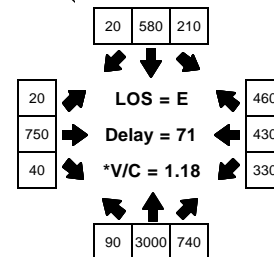 20 580 210
20 LOS = E 460
750 Delay = 71 430
40 *V/C = 1.18 330
90 3000 740